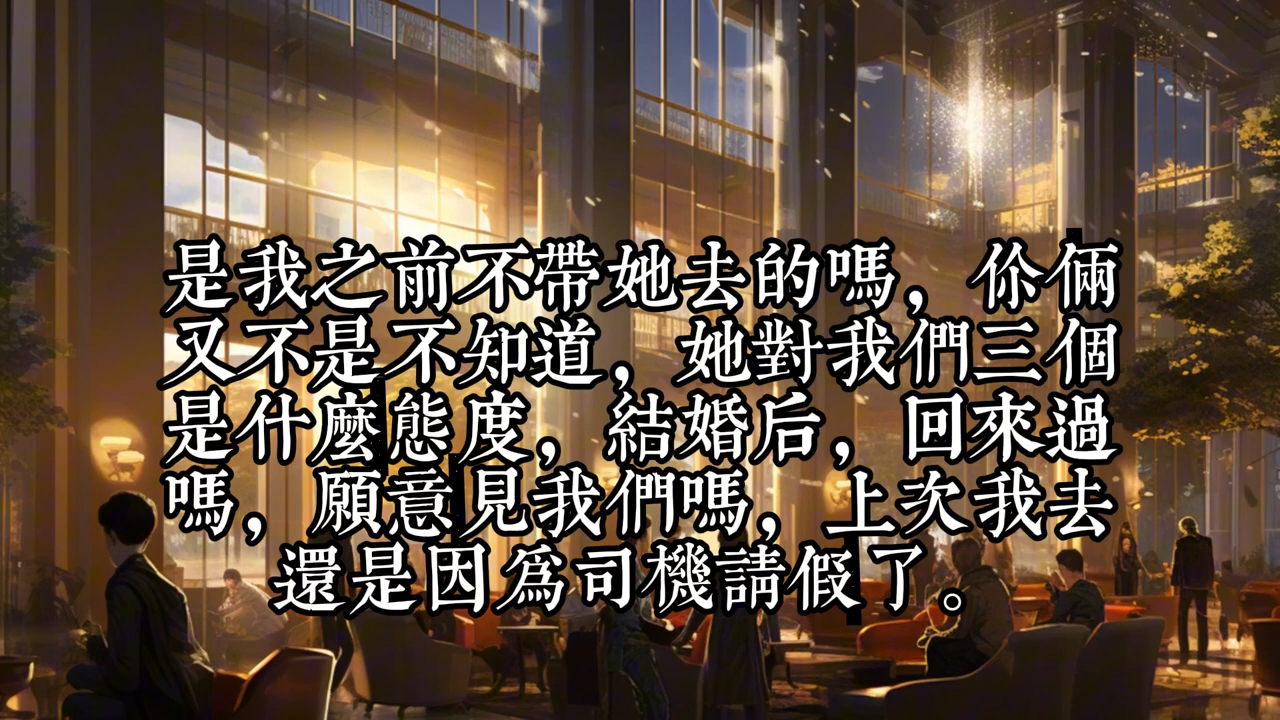 是我之前不帶她去的嗎，你倆
又不是不知道，她對我們三個
是什麼態度，結婚后，回來過
嗎，願意見我們嗎，上次我去
還是因爲司機請假了。